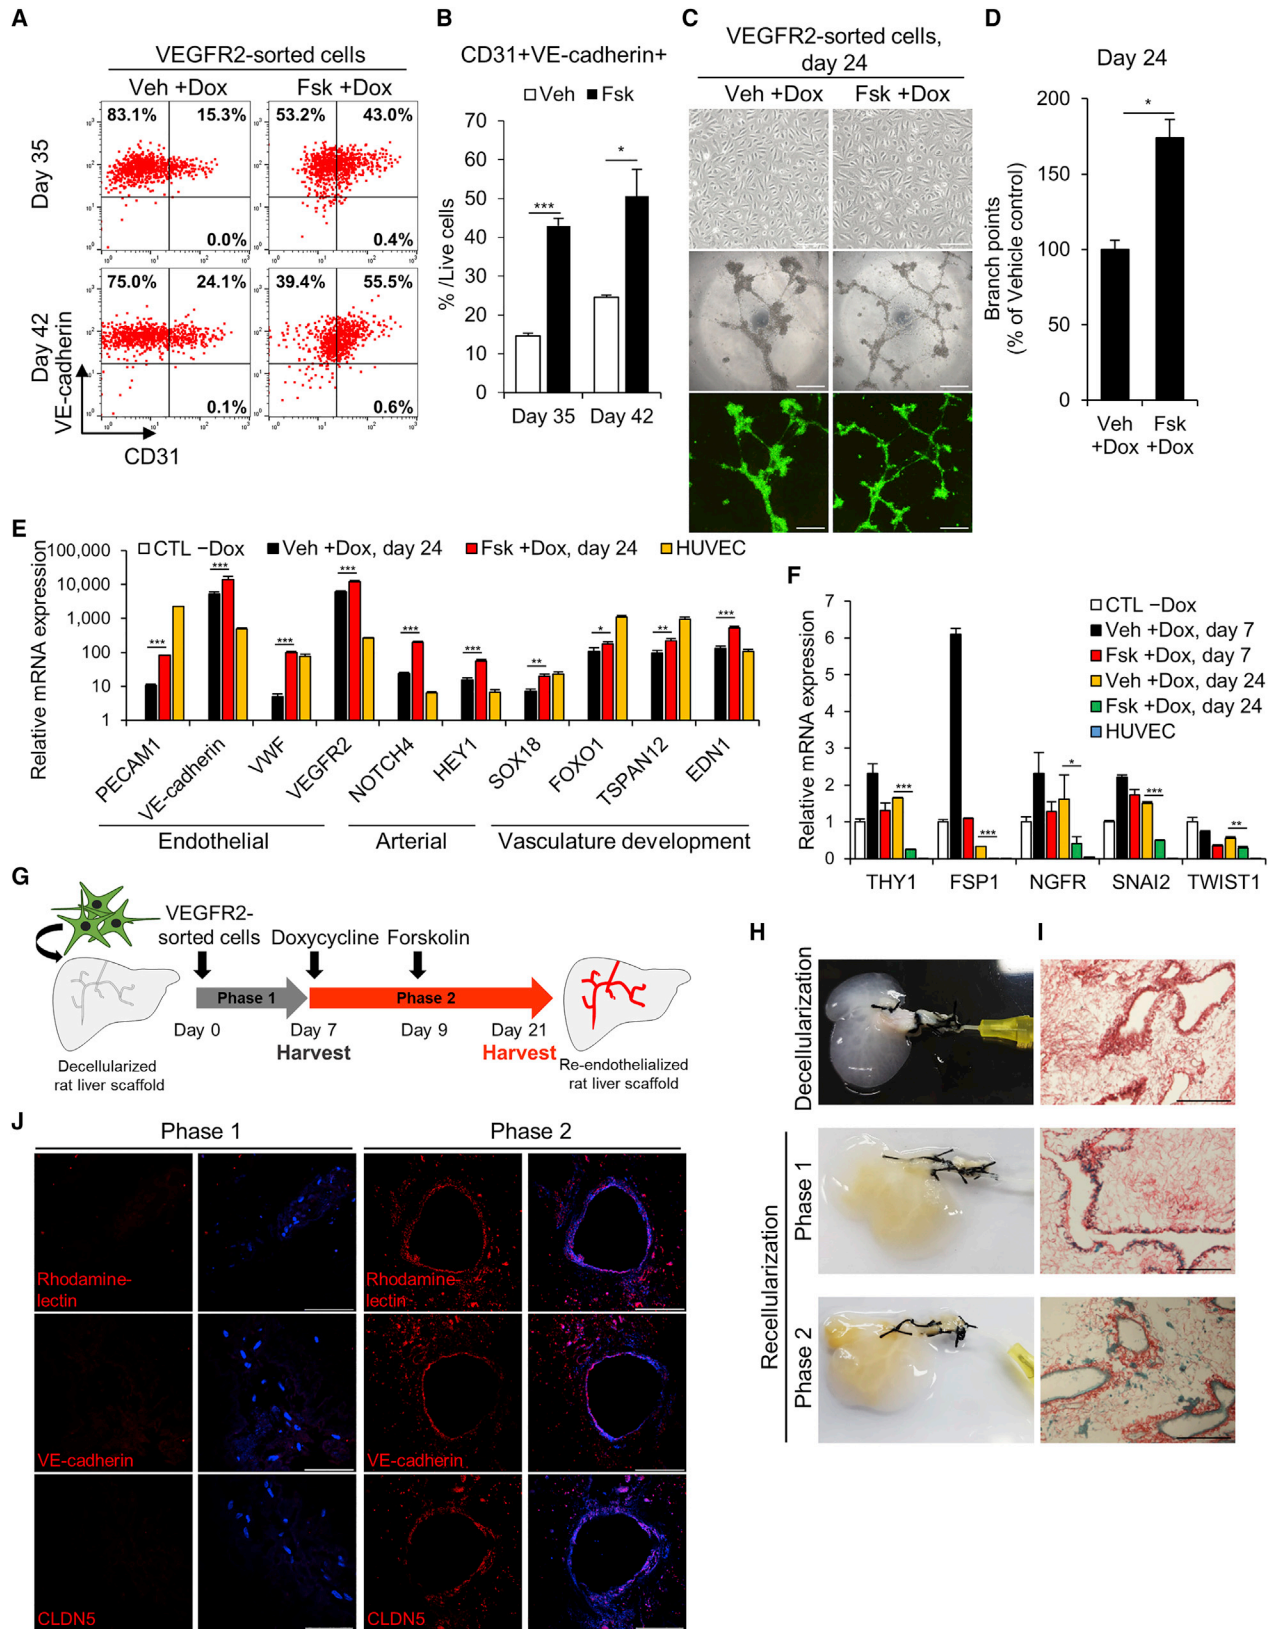 A
VEGFR2-sorted cells
Veh +Dox
Fsk +Dox
Day 35
83.1%
15.3%
0.0%
53.2%
43.0%
0.4%
Day 42
75.0%
24.1%
0.1%
39.4%
55.5%
0.6%
VE-cadherin
CD31
B
CD31+VE-cadherin+
Veh
Fsk
% /Live cells
70
60
50
40
30
20
10
0
***
*
Day 35
Day 42
C
VEGFR2-sorted cells,
day 24
Veh +Dox
Fsk +Dox
D
Day 24
Branch points
(% of Vehicle control)
200
150
100
50
0
*
Veh
+Dox
Fsk
+Dox
E
Relative mRNA expression
100,000
10,000
1,000
100
10
1
CTL −Dox
Veh +Dox, day 24
Fsk +Dox, day 24
HUVEC
***
***
***
***
***
***
**
*
**
***
PECAM1
VE-cadherin
VWF
VEGFR2
NOTCH4
HEY1
SOX18
FOXO1
TSPAN12
EDN1
Endothelial
Arterial
Vasculature development
F
Relative mRNA expression
7
6
5
4
3
2
1
0
CTL −Dox
Veh +Dox, day 7
Fsk +Dox, day 7
Veh +Dox, day 24
Fsk +Dox, day 24
HUVEC
***
***
*
***
**
THY1
FSP1
NGFR
SNAI2
TWIST1
G
VEGFR2-
sorted cells
Doxycycline
Forskolin
Phase 1
Phase 2
Day 0
Day 7
Day 9
Day 21
Harvest
Harvest
Decellularized
rat liver scaffold
Re-endothelialized
rat liver scaffold
H
I
Decellularization
Recellularization
Phase 1
Phase 2
J
Phase 1
Phase 2
Rhodamine-
lectin
Rhodamine-
lectin
VE-cadherin
VE-cadherin
CLDN5
CLDN5